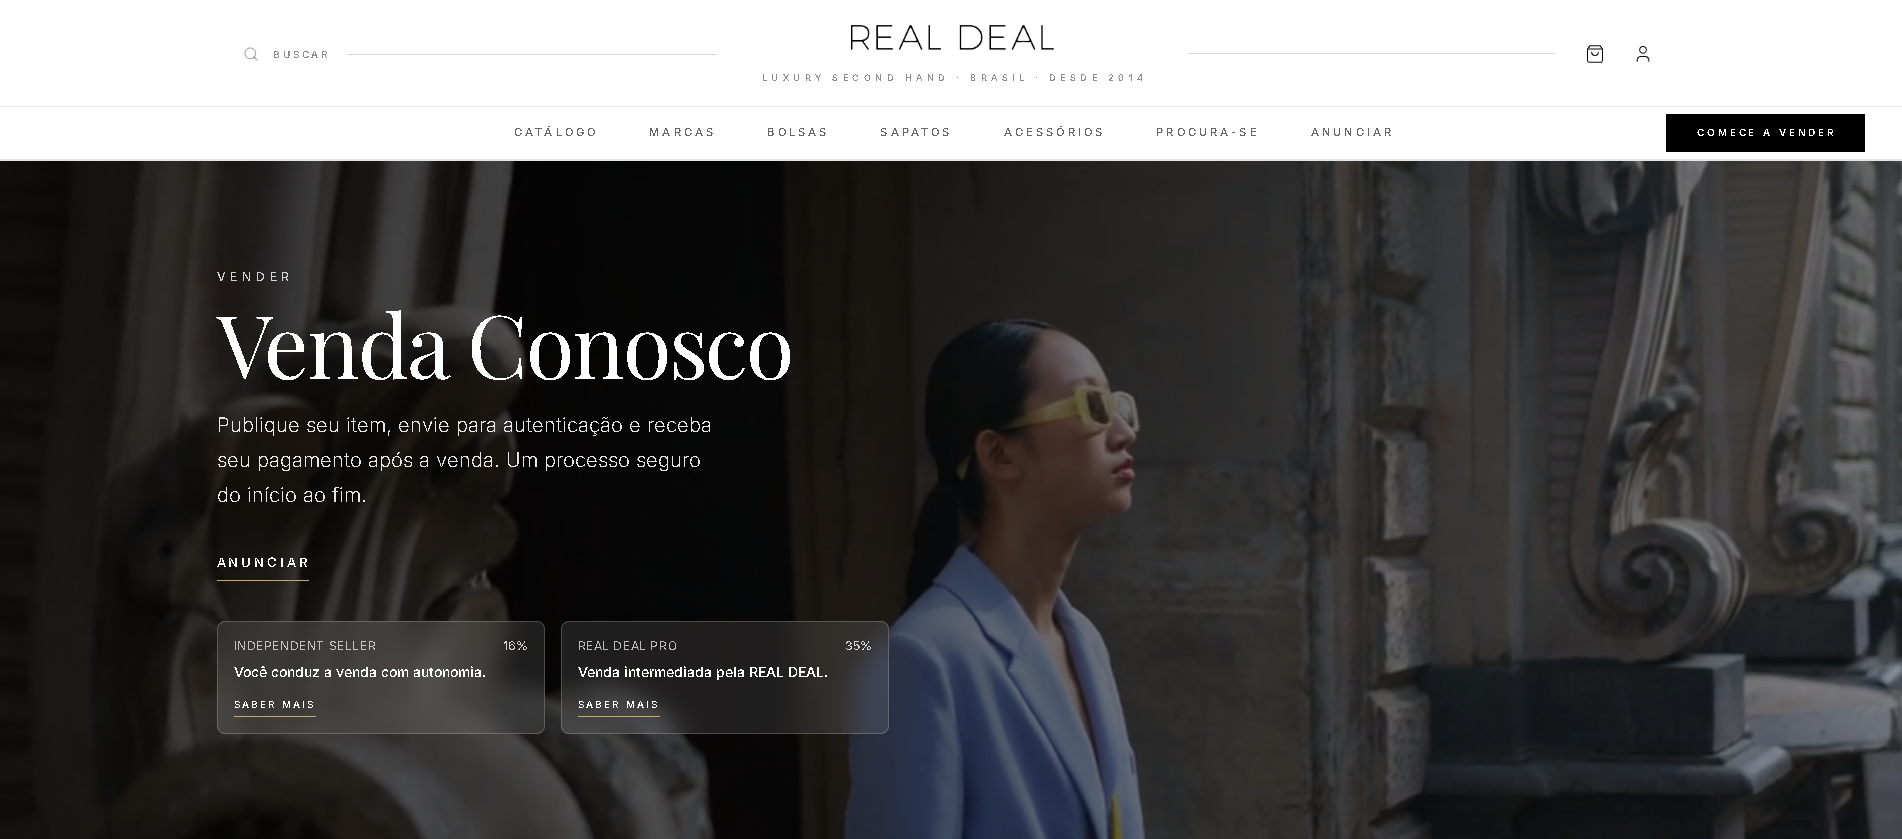 BUSCAR
REAL DEAL
LUXURY SECOND HAND · BRASIL · DESDE 2014
CATÁLOGO MARCAS BOLSAS SAPATOS ACESSÓRIOS PROCURA-SE ANUNCIAR
COMECE A VENDER
VENDER
Venda Conosco
Publique seu item, envie para autenticação e receba
seu pagamento após a venda. Um processo seguro
do início ao fim.
ANUNCIAR
INDEPENDENT SELLER 16%
Você conduz a venda com autonomia.
SABER MAIS
REAL DEAL PRO 35%
Venda intermediada pela REAL DEAL.
SABER MAIS